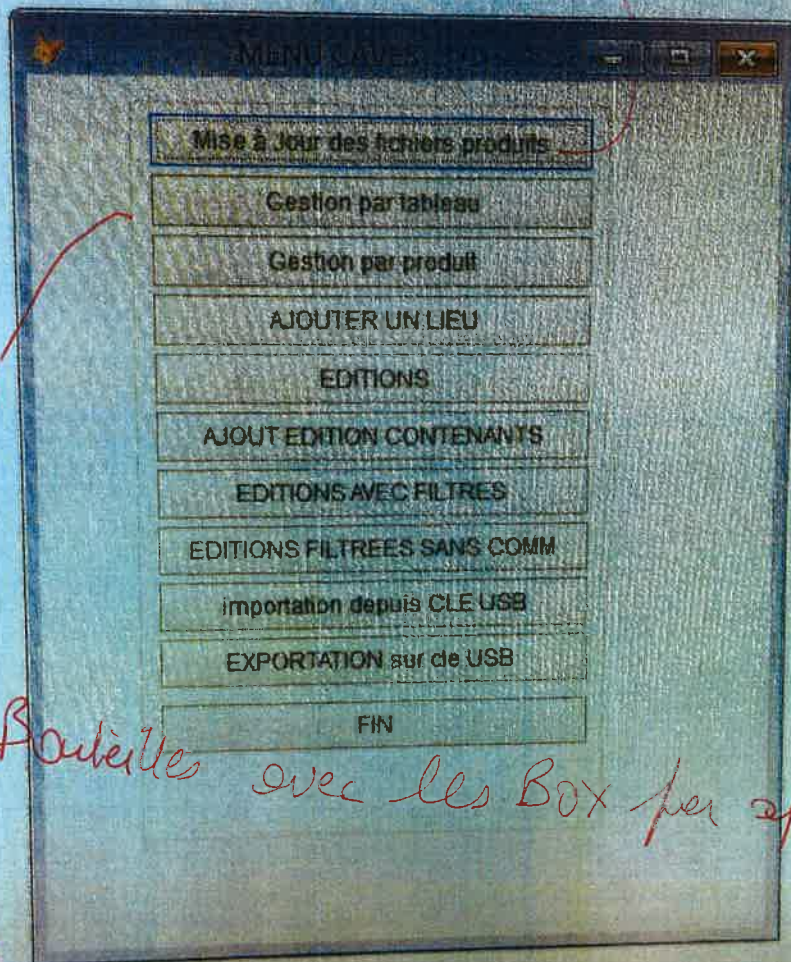 MENU CAVES
Mise à Jour des fichiers produits
Gestion par tableau
Gestion par produit
AJOUTER UN LIEU
EDITIONS
AJOUT EDITION CONTENANTS
EDITIONS AVEC FILTRES
EDITIONS FILTREES SANS COMM
importation depuis CLE USB
EXPORTATION sur cle USB
FIN
Bouteilles avec les Box par